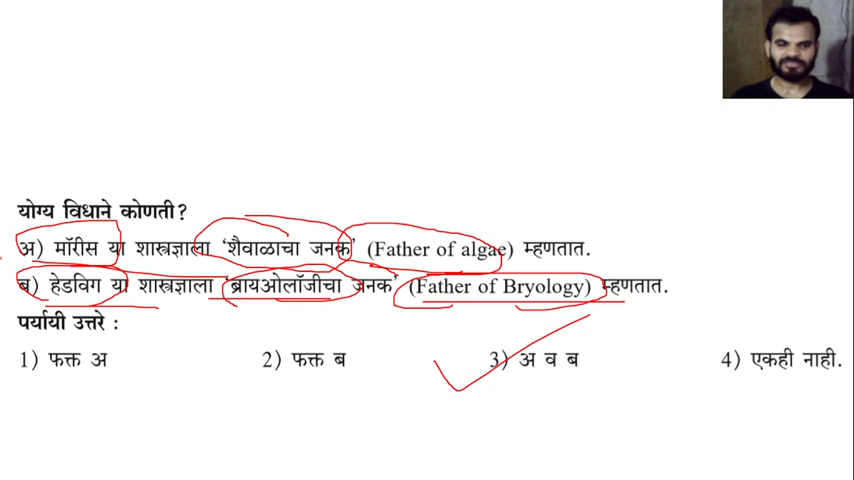 योग्य विधाने कोणती?
अ) मॉरीस या शास्त्रज्ञाला ‘शैवाळाचा जनक’ (Father of algae) म्हणतात.
ब) हेडविग या शास्त्रज्ञाला ‘ब्रायओलॉजीचा जनक’ (Father of Bryology) म्हणतात.
पर्यायी उत्तरे :
1) फक्त अ 2) फक्त ब 3) अ व ब 4) एकही नाही.